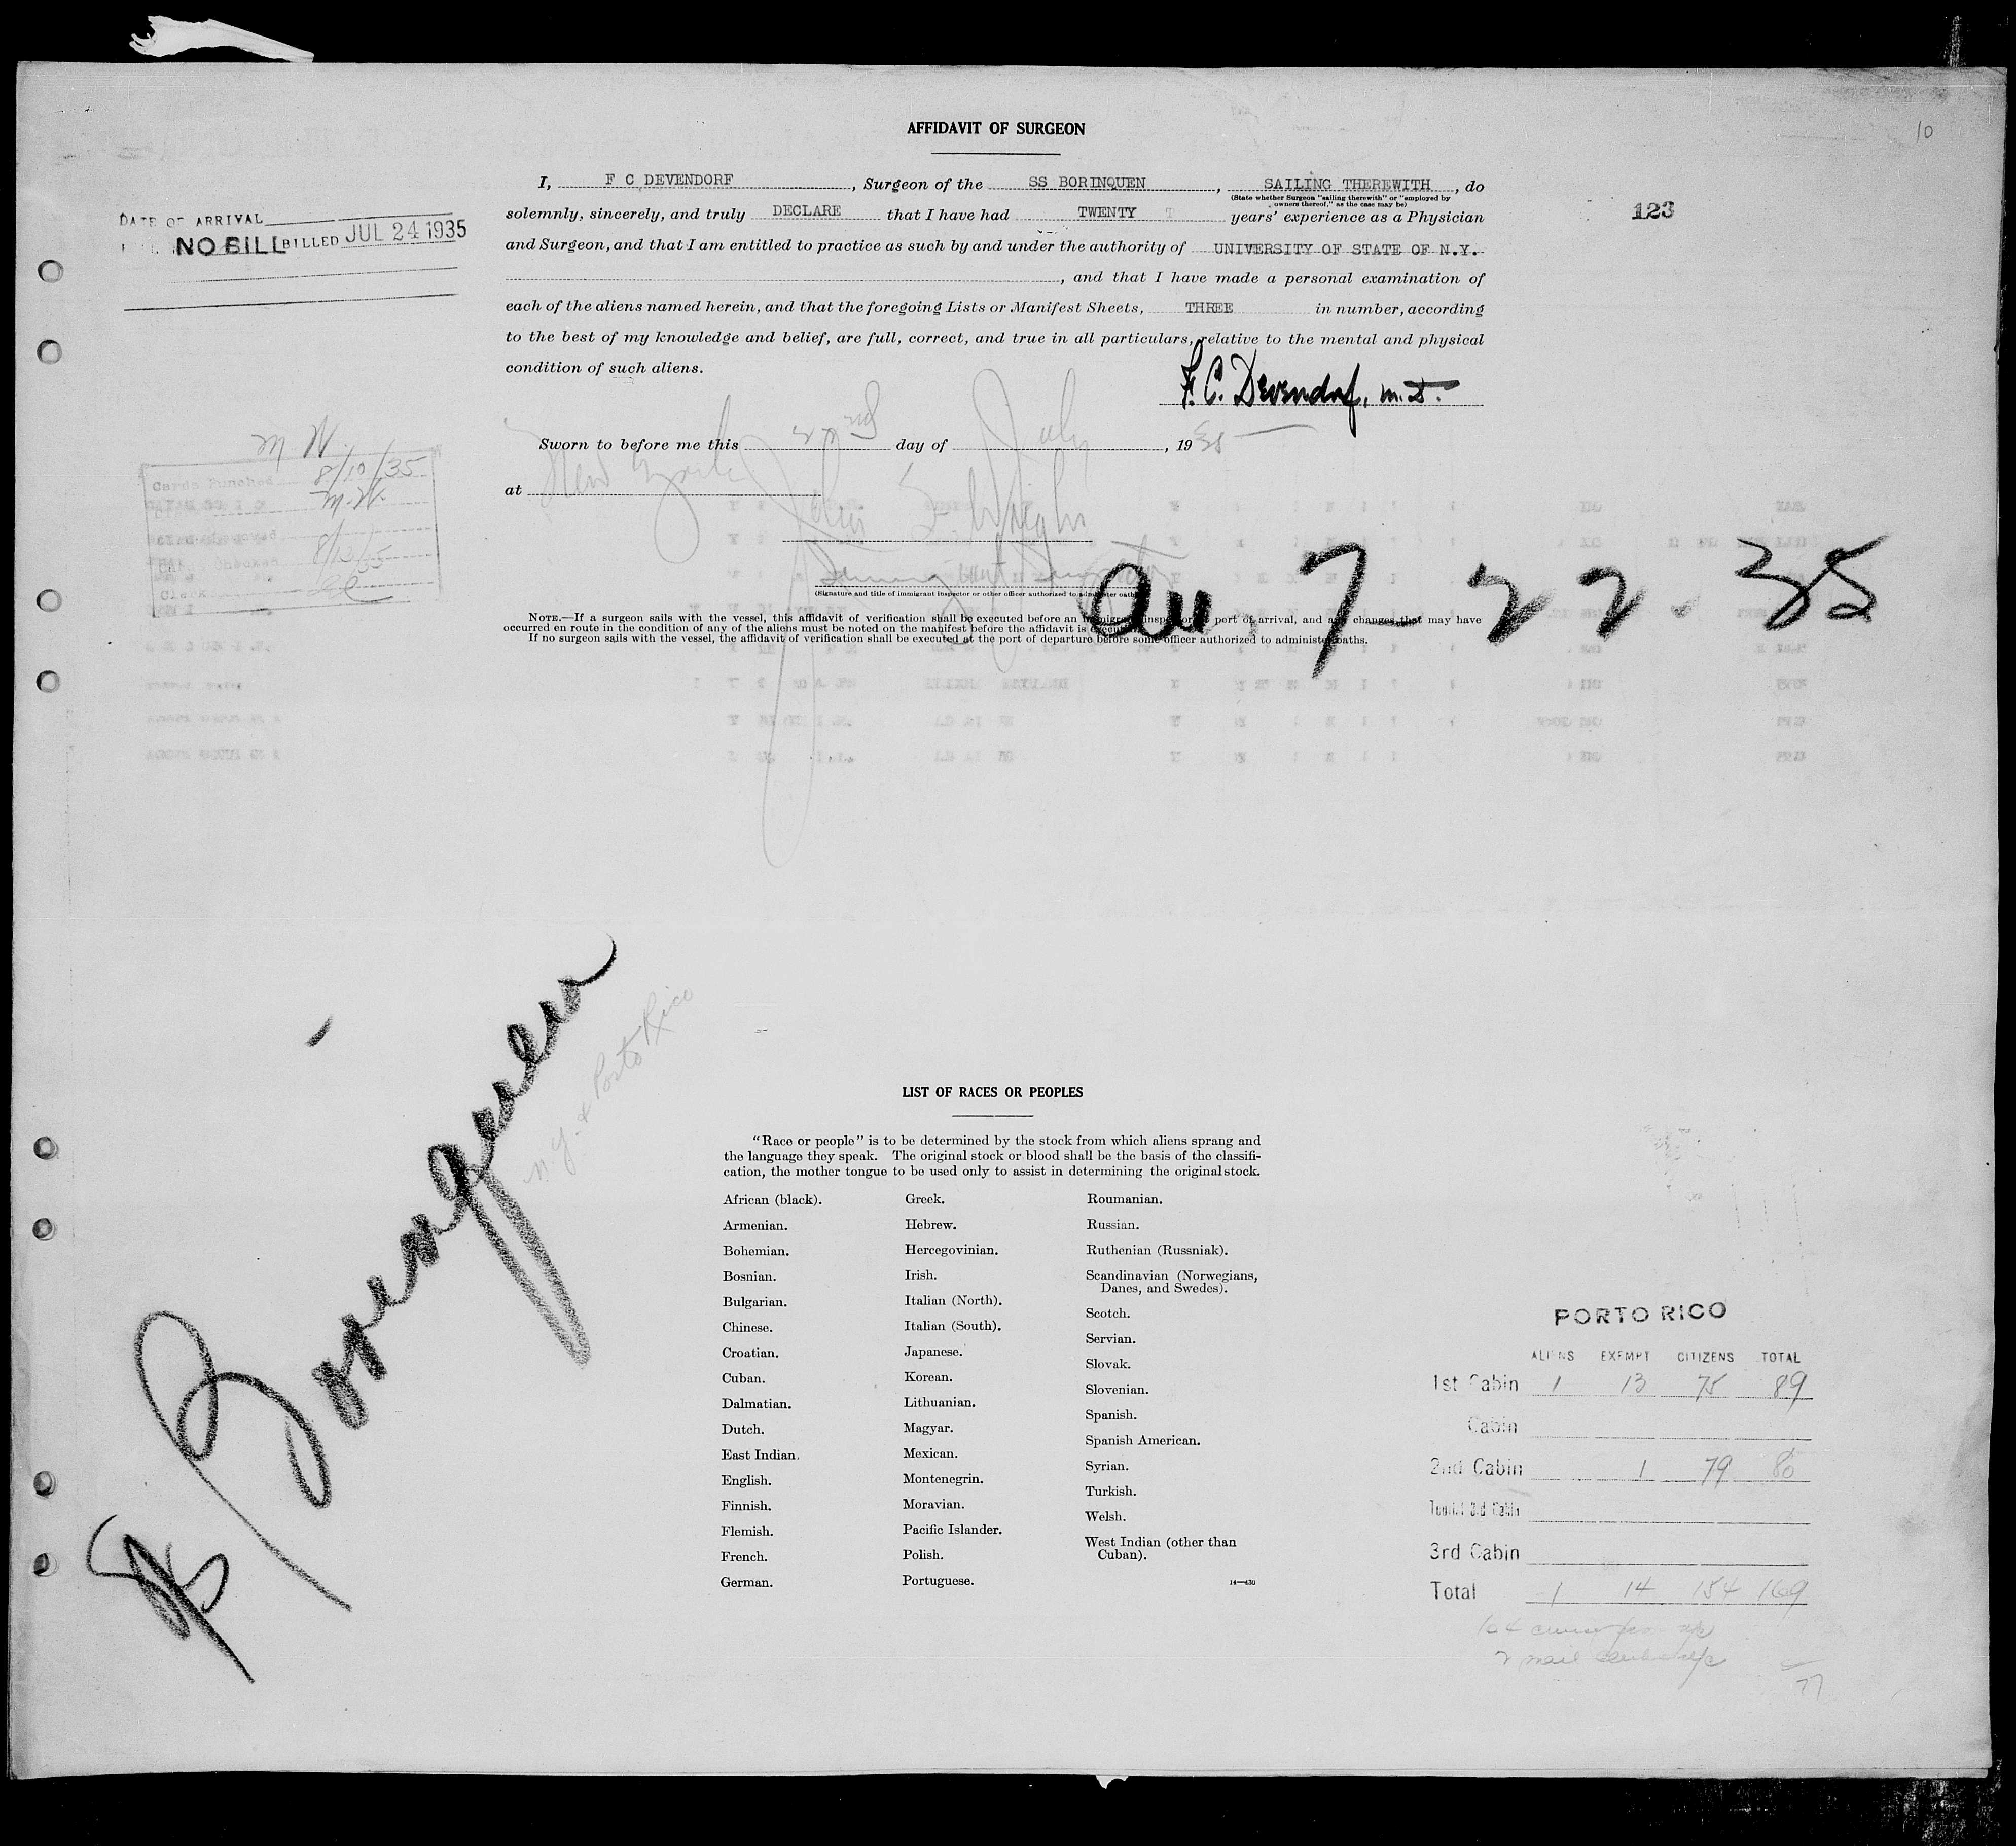 10
AFFIDAVIT OF SURGEON
I, F C DEVENDORF, Surgeon of the SS BORINQUEN, SAILING THEREWITH, do
(State whether Surgeon "sailing therewith" or "employed by
owners thereof," as the case may be)
solemnly, sincerely, and truly DECLARE that I have had TWENTY years' experience as a Physician
and Surgeon, and that I am entitled to practice as such by and under the authority of UNIVERSITY OF STATE OF N.Y.
, and that I have made a personal examination of
each of the aliens named herein, and that the foregoing Lists or Manifest Sheets, THREE in number, according
to the best of my knowledge and belief, are full, correct, and true in all particulars, relative to the mental and physical
condition of such aliens.
F. C. Devendorf, M.D.
Sworn to before me this 22nd day of July, 1935
at New York
(Signature and title of immigrant inspector or other officer authorized to administer oaths)
NOTE.—If a surgeon sails with the vessel, this affidavit of verification shall be executed before an immigrant inspector at port of arrival, and any changes that may have
occurred en route in the condition of any of the aliens must be noted on the manifest before the affidavit is executed.
If no surgeon sails with the vessel, the affidavit of verification shall be executed at the port of departure before some officer authorized to administer oaths.
DATE OF ARRIVAL
NO BILL BILLED JUL 24 1935
123
M W.
Cards Punched 8/10/35
M.W.
Checked 8/13/35
Clerk
7-22-35
SS Borinquen
N.Y. & Porto Rico
LIST OF RACES OR PEOPLES
"Race or people" is to be determined by the stock from which aliens sprang and
the language they speak. The original stock or blood shall be the basis of the classifi-
cation, the mother tongue to be used only to assist in determining the original stock.
African (black).
Armenian.
Bohemian.
Bosnian.
Bulgarian.
Chinese.
Croatian.
Cuban.
Dalmatian.
Dutch.
East Indian.
English.
Finnish.
Flemish.
French.
German.
Greek.
Hebrew.
Hercegovinian.
Irish.
Italian (North).
Italian (South).
Japanese.
Korean.
Lithuanian.
Magyar.
Mexican.
Montenegrin.
Moravian.
Pacific Islander.
Polish.
Portuguese.
Roumanian.
Russian.
Ruthenian (Russniak).
Scandinavian (Norwegians,
Danes, and Swedes).
Scotch.
Servian.
Slovak.
Slovenian.
Spanish.
Spanish American.
Syrian.
Turkish.
Welsh.
West Indian (other than
Cuban).
14—430
PORTO RICO
ALIENS EXEMPT CITIZENS TOTAL
1st Cabin 1 13 75 89
Cabin
2nd Cabin 1 79 80
Tourist 3rd Cabin
3rd Cabin
Total 1 14 154 169
77